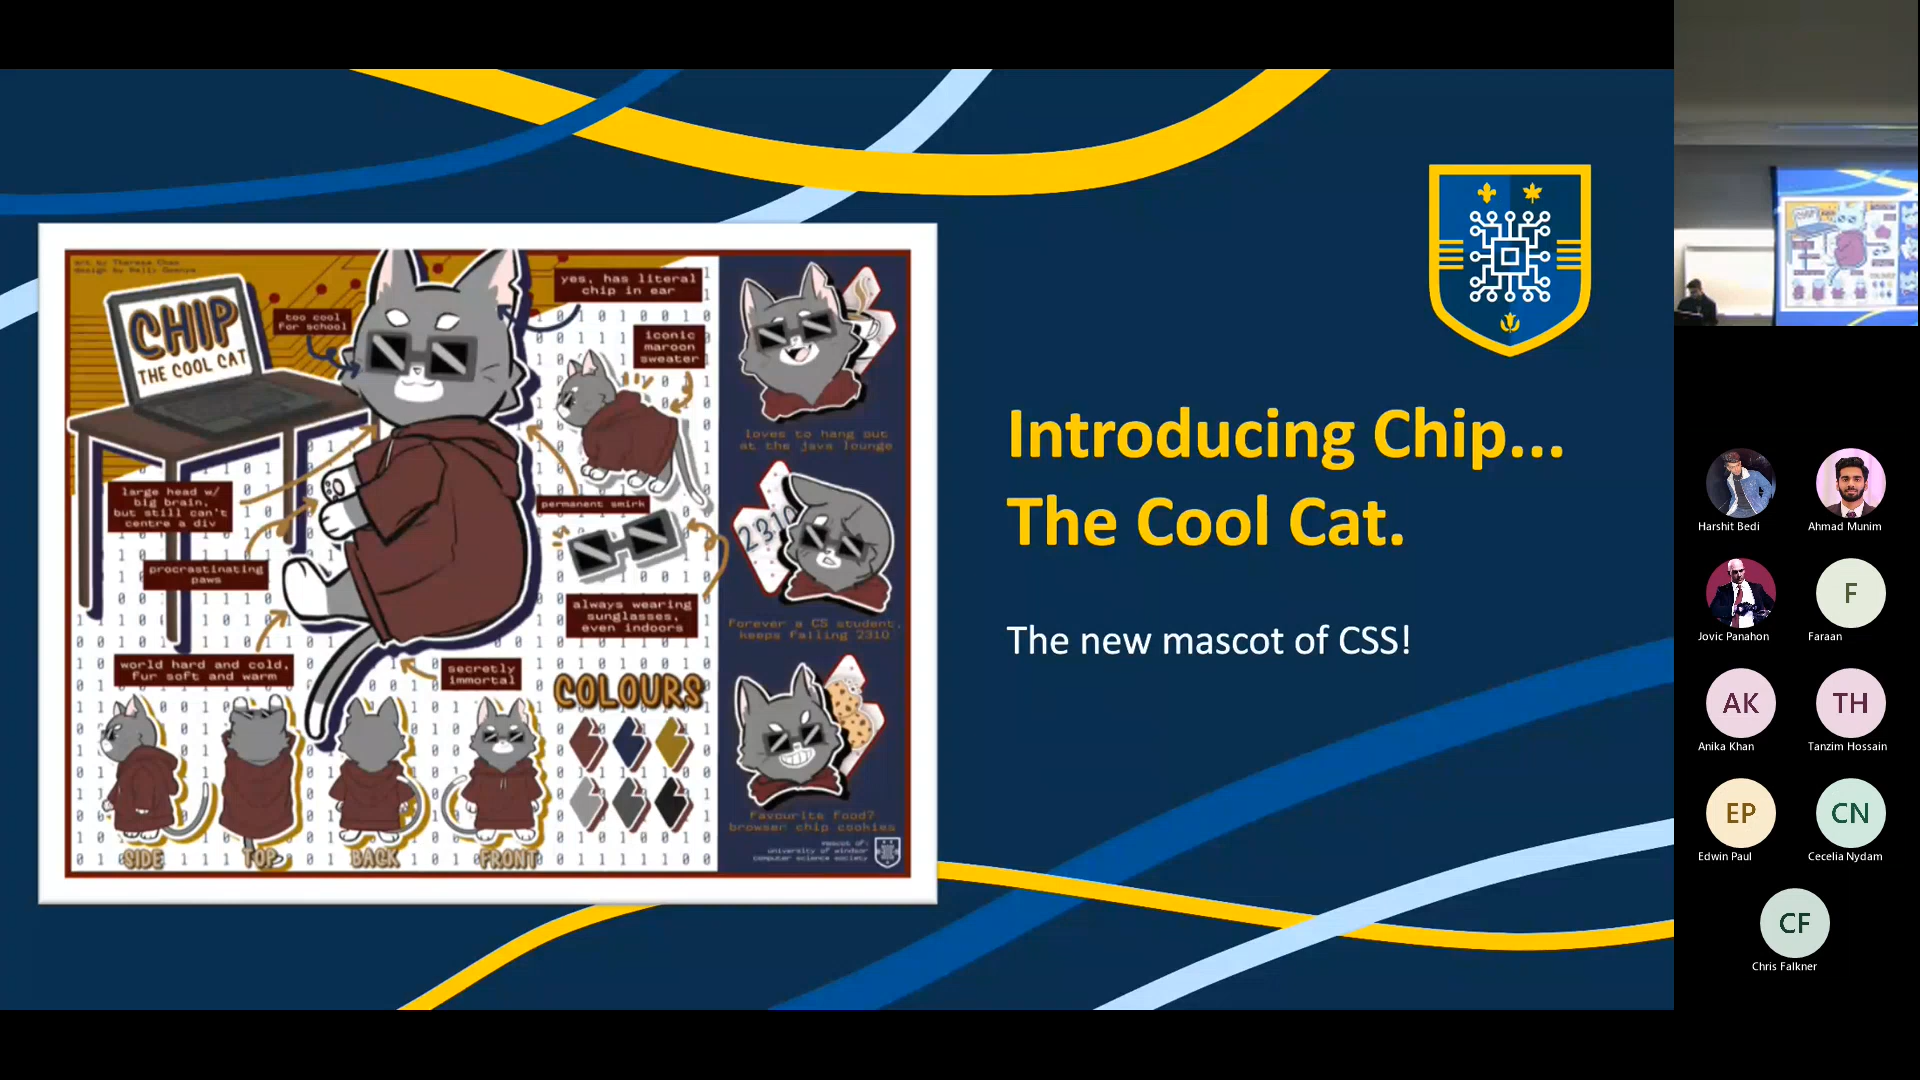 art by Theresa Chan
CHIP
THE COOL CAT
too cool
for school
yes, has literal
chip in ear
iconic
maroon
sweater
large head w/
big brain,
but still can't
centre a div
permanent smirk
procrastinating
paws
always wearing
sunglasses,
even indoors
world hard and cold,
fur soft and warm
secretly
immortal
COLOURS
SIDE
TOP
BACK
FRONT
loves to hang out
at the java lounge
2310
Forever a CS student,
keeps failing 2310
Favourite Food?
browser chip cookies
mascot of:
university of windsor
computer science society
Introducing Chip...
The Cool Cat.
The new mascot of CSS!
Harshit Bedi
Ahmad Munim
Jovic Panahon
F
Faraan
AK
Anika Khan
TH
Tanzim Hossain
EP
Edwin Paul
CN
Cecelia Nydam
CF
Chris Falkner